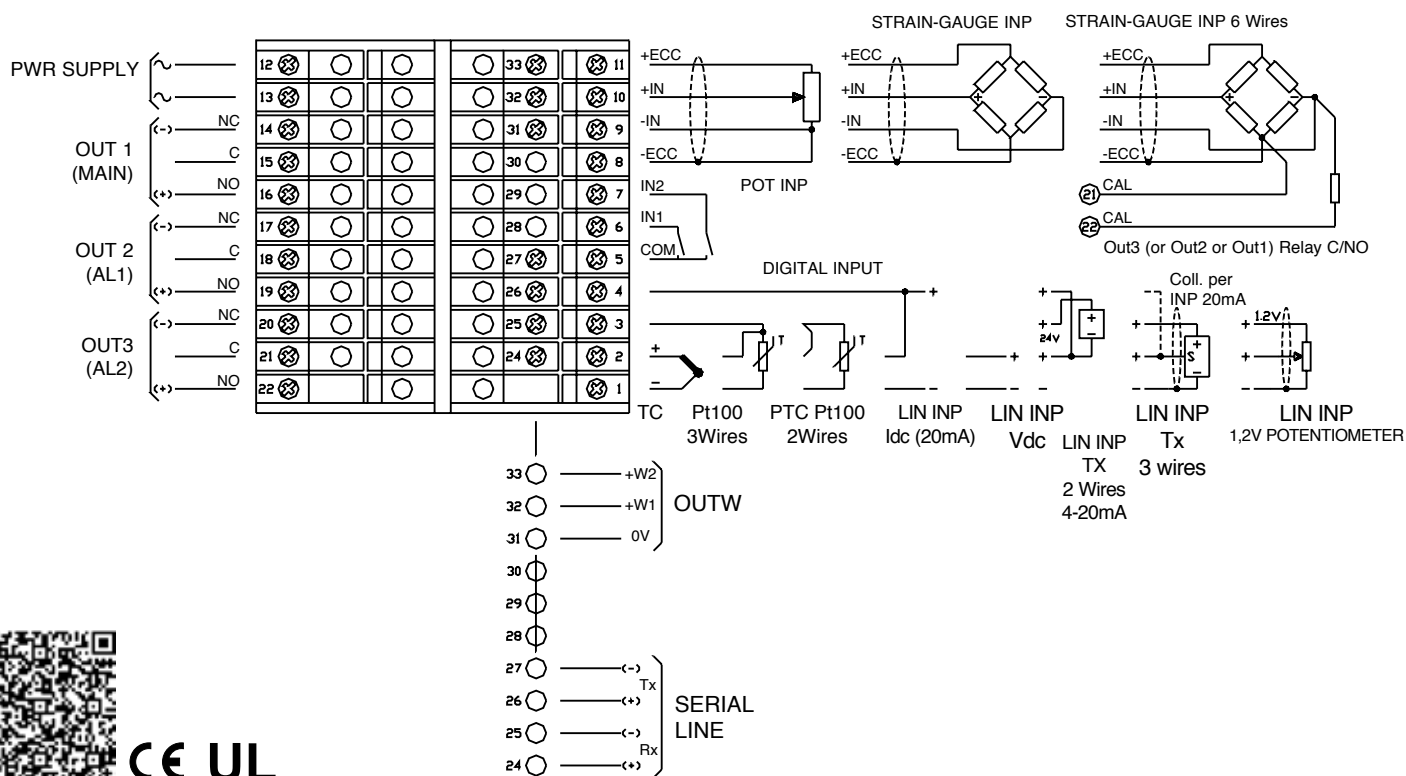 STRAIN-GAUGE INP
STRAIN-GAUGE INP 6 Wires
PWR SUPPLY
12
33
11
+ECC
+ECC
+ECC
13
32
10
+IN
+IN
+IN
OUT 1
(MAIN)
(-)
NC
14
31
9
-IN
-IN
-IN
C
15
30
8
-ECC
-ECC
-ECC
POT INP
(+)
NO
16
29
7
IN2
21
CAL
OUT 2
(AL1)
(-)
NC
17
28
6
IN1
22
CAL
C
18
27
5
COM
Out3 (or Out2 or Out1) Relay C/NO
DIGITAL INPUT
(+)
NO
19
26
4
+
+
Coll. per
INP 20mA
OUT3
(AL2)
(-)
NC
20
25
3
T
T
+
24V
+
-
+
1.2V
+
C
21
24
2
+
+
+
+
S
+
-
+
(+)
NO
22
1
-
-
-
-
-
-
TC
Pt100
3Wires
PTC Pt100
2Wires
LIN INP
Idc (20mA)
LIN INP
Vdc
LIN INP
TX
2 Wires
4-20mA
LIN INP
Tx
3 wires
LIN INP
1,2V POTENTIOMETER
33
+W2
32
+W1
OUTW
31
0V
30
29
28
27
(-)
Tx
26
(+)
SERIAL
LINE
25
(-)
Rx
24
(+)
CE UL